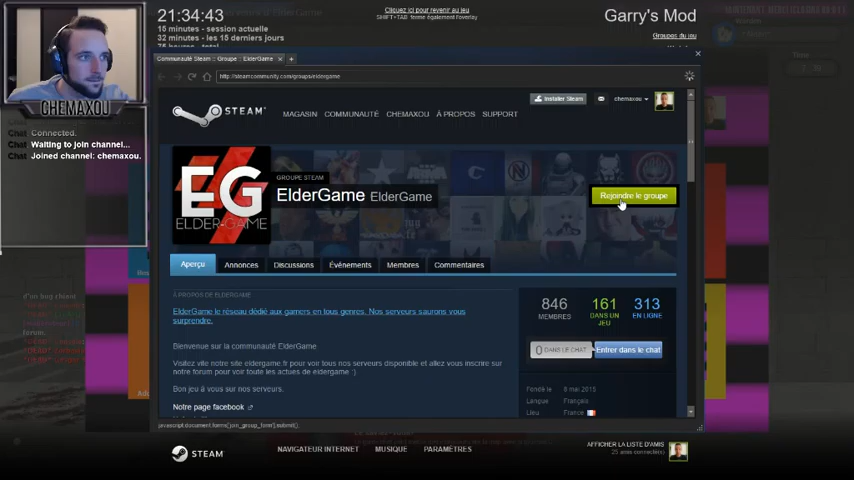 21:34:43
15 minutes - session actuelle
32 minutes - les 15 derniers jours
Cliquez ici pour revenir au jeu
SHIFT+TAB ferme également l'overlay
Garry's Mod
Groupes du jeu
CHEMAXOU
Connected.
Waiting to join channel...
Joined channel: chemaxou.
Communauté Steam :: Groupe :: ElderGame
http://steamcommunity.com/groups/eldergame
STEAM
Installer Steam
chemaxou
MAGASIN COMMUNAUTÉ CHEMAXOU À PROPOS SUPPORT
EG
ELDER-GAME
GROUPE STEAM
ElderGame ElderGame
Rejoindre le groupe
Aperçu Annonces Discussions Événements Membres Commentaires
À PROPOS DE ELDERGAME
ElderGame le réseau dédié aux gamers en tous genres. Nos serveurs saurons vous
surprendre.
Bienvenue sur la communauté ElderGame
Visitez vite notre site eldergame.fr pour voir tous nos serveurs disponible et allez vous inscrire sur
notre forum pour voir toute les actues de eldergame :)
Bon jeu à vous sur nos serveurs.
Notre page facebook
846
MEMBRES
161
DANS UN
JEU
313
EN LIGNE
0 DANS LE CHAT
Entrer dans le chat
Fondé le 8 mai 2015
Langue Français
Lieu France
javascript:document.forms['join_group_form'].submit();
STEAM
NAVIGATEUR INTERNET MUSIQUE PARAMÈTRES
AFFICHER LA LISTE D'AMIS
25 amis connecté(s)